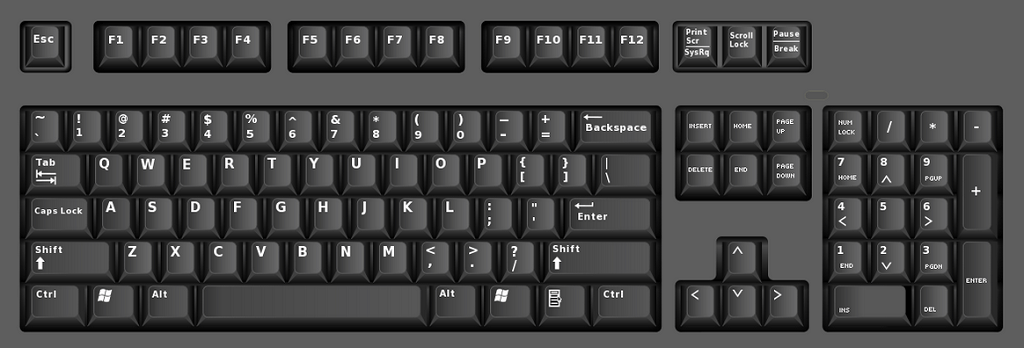 Esc F1 F2 F3 F4 F5 F6 F7 F8 F9 F10 F11 F12 Print Scr SysRq Scroll Lock Pause Break
~ ! @ # $ % ^ & * ( ) _ + Backspace INSERT HOME PAGE UP NUM LOCK / * -
` 1 2 3 4 5 6 7 8 9 0 - =
Tab Q W E R T Y U I O P { } | DELETE END PAGE DOWN 7 HOME 8 9 PGUP +
[ ] \
Caps Lock A S D F G H J K L : " Enter 4 5 6
; '
Shift Z X C V B N M < > ? Shift 1 END 2 3 PGDN ENTER
, . /
Ctrl Alt Alt Ctrl INS DEL